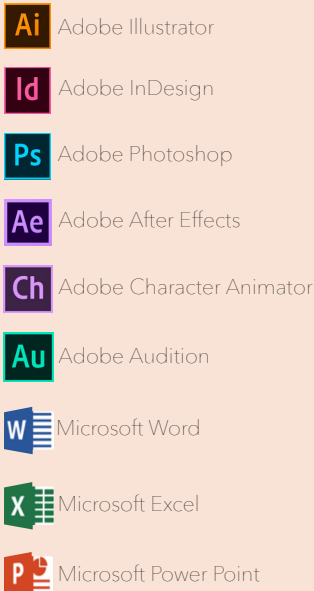 Ai Adobe Illustrator
Id Adobe InDesign
Ps Adobe Photoshop
Ae Adobe After Effects
Ch Adobe Character Animator
Au Adobe Audition
W Microsoft Word
X Microsoft Excel
P Microsoft Power Point